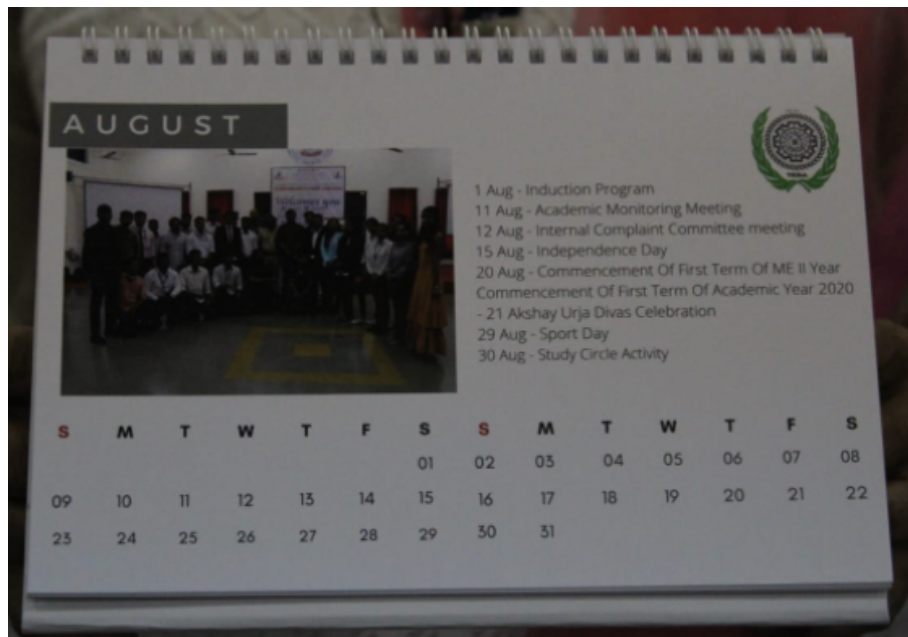 AUGUST
1 Aug - Induction Program
11 Aug - Academic Monitoring Meeting
12 Aug - Internal Complaint Committee meeting
15 Aug - Independence Day
20 Aug - Commencement Of First Term Of ME II Year
Commencement Of First Term Of Academic Year 2020
- 21 Akshay Urja Divas Celebration
29 Aug - Sport Day
30 Aug - Study Circle Activity
S M T W T F S S M T W T F S
01 02 03 04 05 06 07 08
09 10 11 12 13 14 15 16 17 18 19 20 21 22
23 24 25 26 27 28 29 30 31